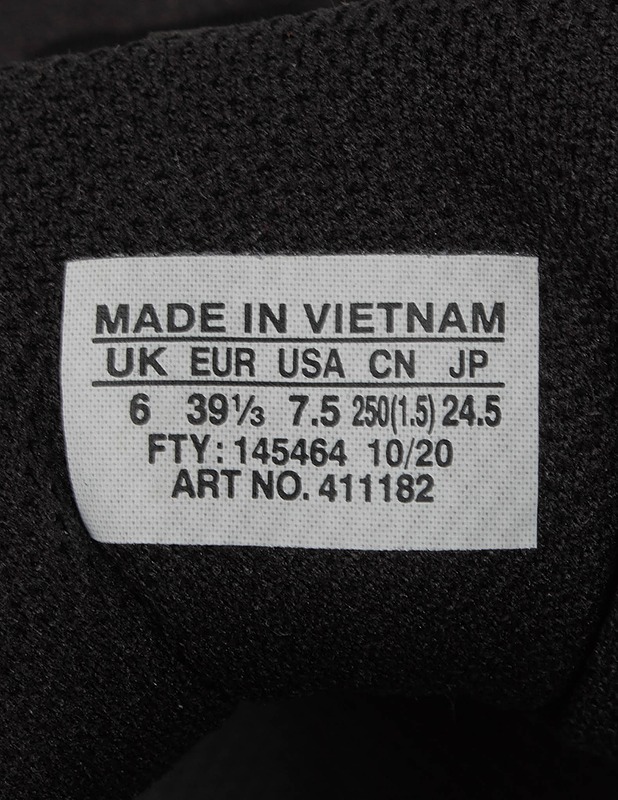 MADE IN VIETNAM
UK EUR USA CN JP
6 39⅓ 7.5 250(1.5) 24.5
FTY: 145464 10/20
ART NO. 411182